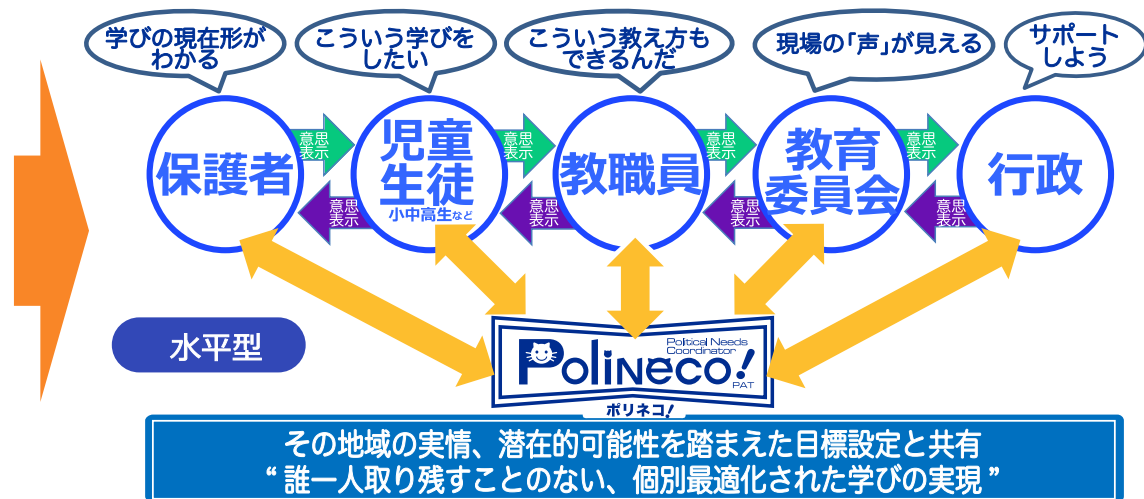 学びの現在形が
わかる
こういう学びを
したい
こういう教え方も
できるんだ
現場の「声」が見える
サポート
しよう
保護者
意思
表示
意思
表示
児童
生徒
小中高生など
意思
表示
意思
表示
教職員
意思
表示
意思
表示
教育
委員会
意思
表示
意思
表示
行政
水平型
Political Needs
Coordinator
Polineco!
PAT
ポリネコ!
その地域の実情、潜在的可能性を踏まえた目標設定と共有
“ 誰一人取り残すことのない、個別最適化された学びの実現 ”